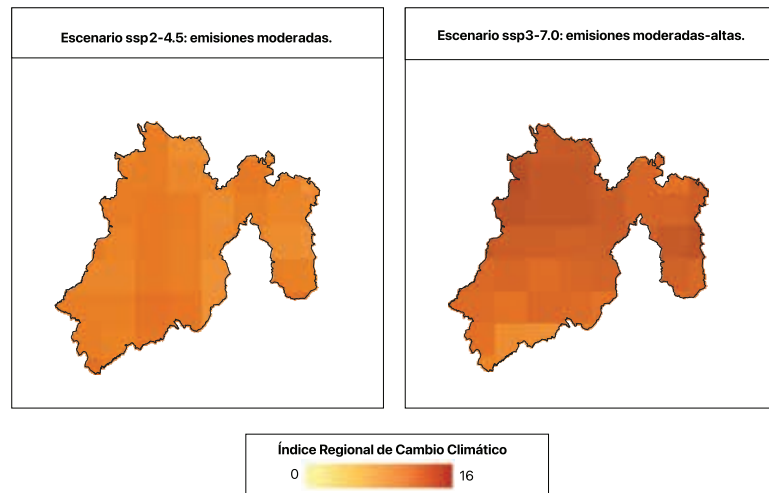 Escenario ssp2-4.5: emisiones moderadas.
Escenario ssp3-7.0: emisiones moderadas-altas.
Índice Regional de Cambio Climático
0 16